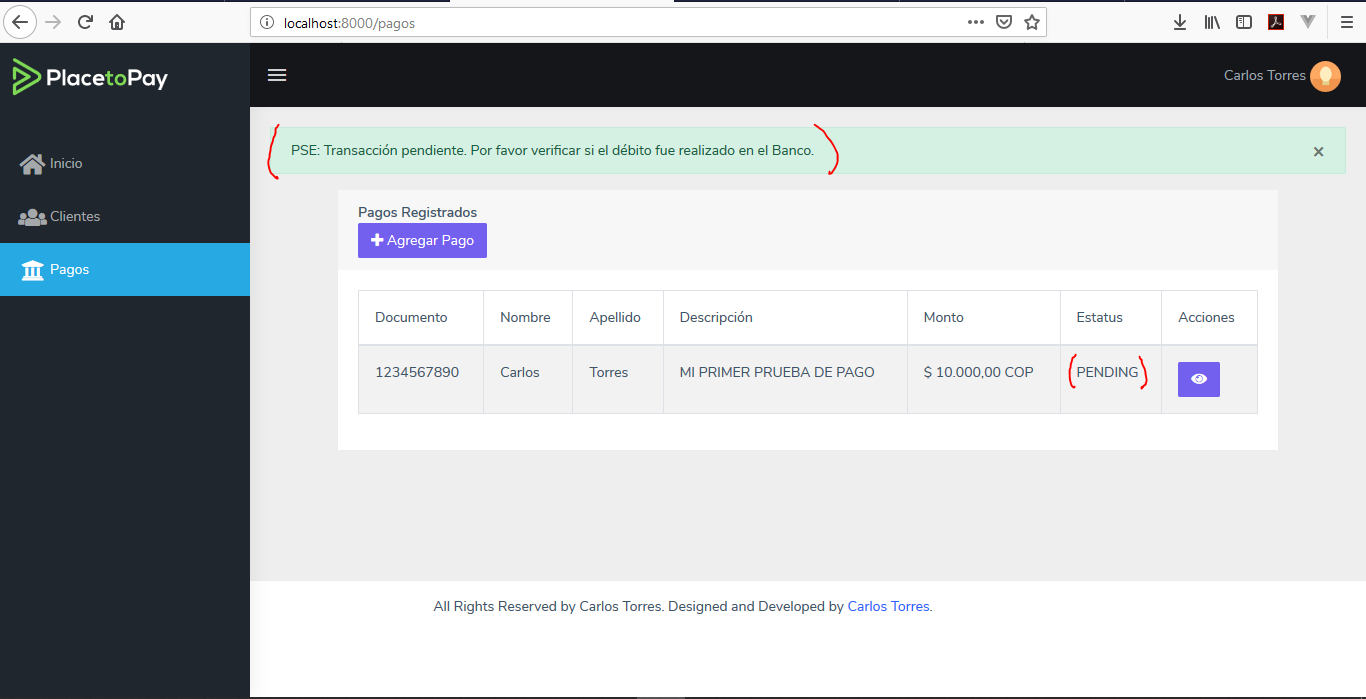 localhost:8000/pagos
PlacetoPay
Carlos Torres
Inicio
Clientes
Pagos
PSE: Transacción pendiente. Por favor verificar si el débito fue realizado en el Banco.
×
Pagos Registrados
Agregar Pago
Documento Nombre Apellido Descripción Monto Estatus Acciones
1234567890 Carlos Torres MI PRIMER PRUEBA DE PAGO $ 10.000,00 COP PENDING
All Rights Reserved by Carlos Torres. Designed and Developed by Carlos Torres.